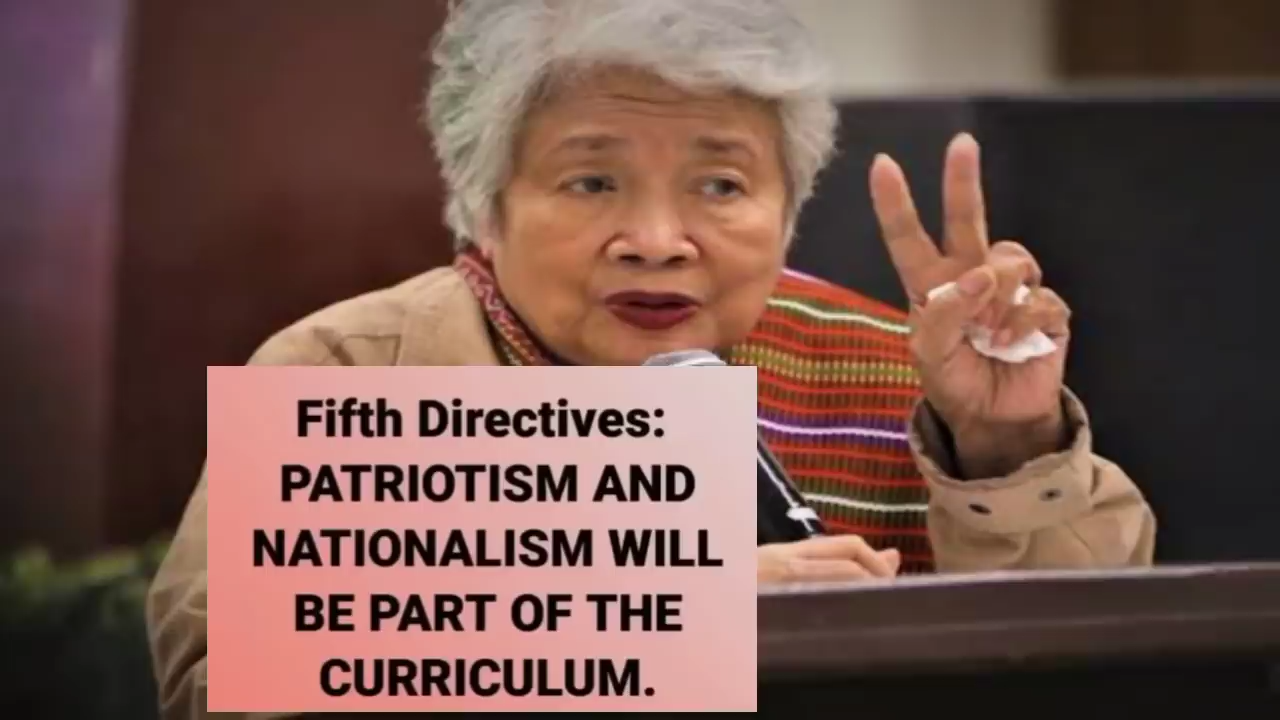 Fifth Directives:
PATRIOTISM AND
NATIONALISM WILL
BE PART OF THE
CURRICULUM.